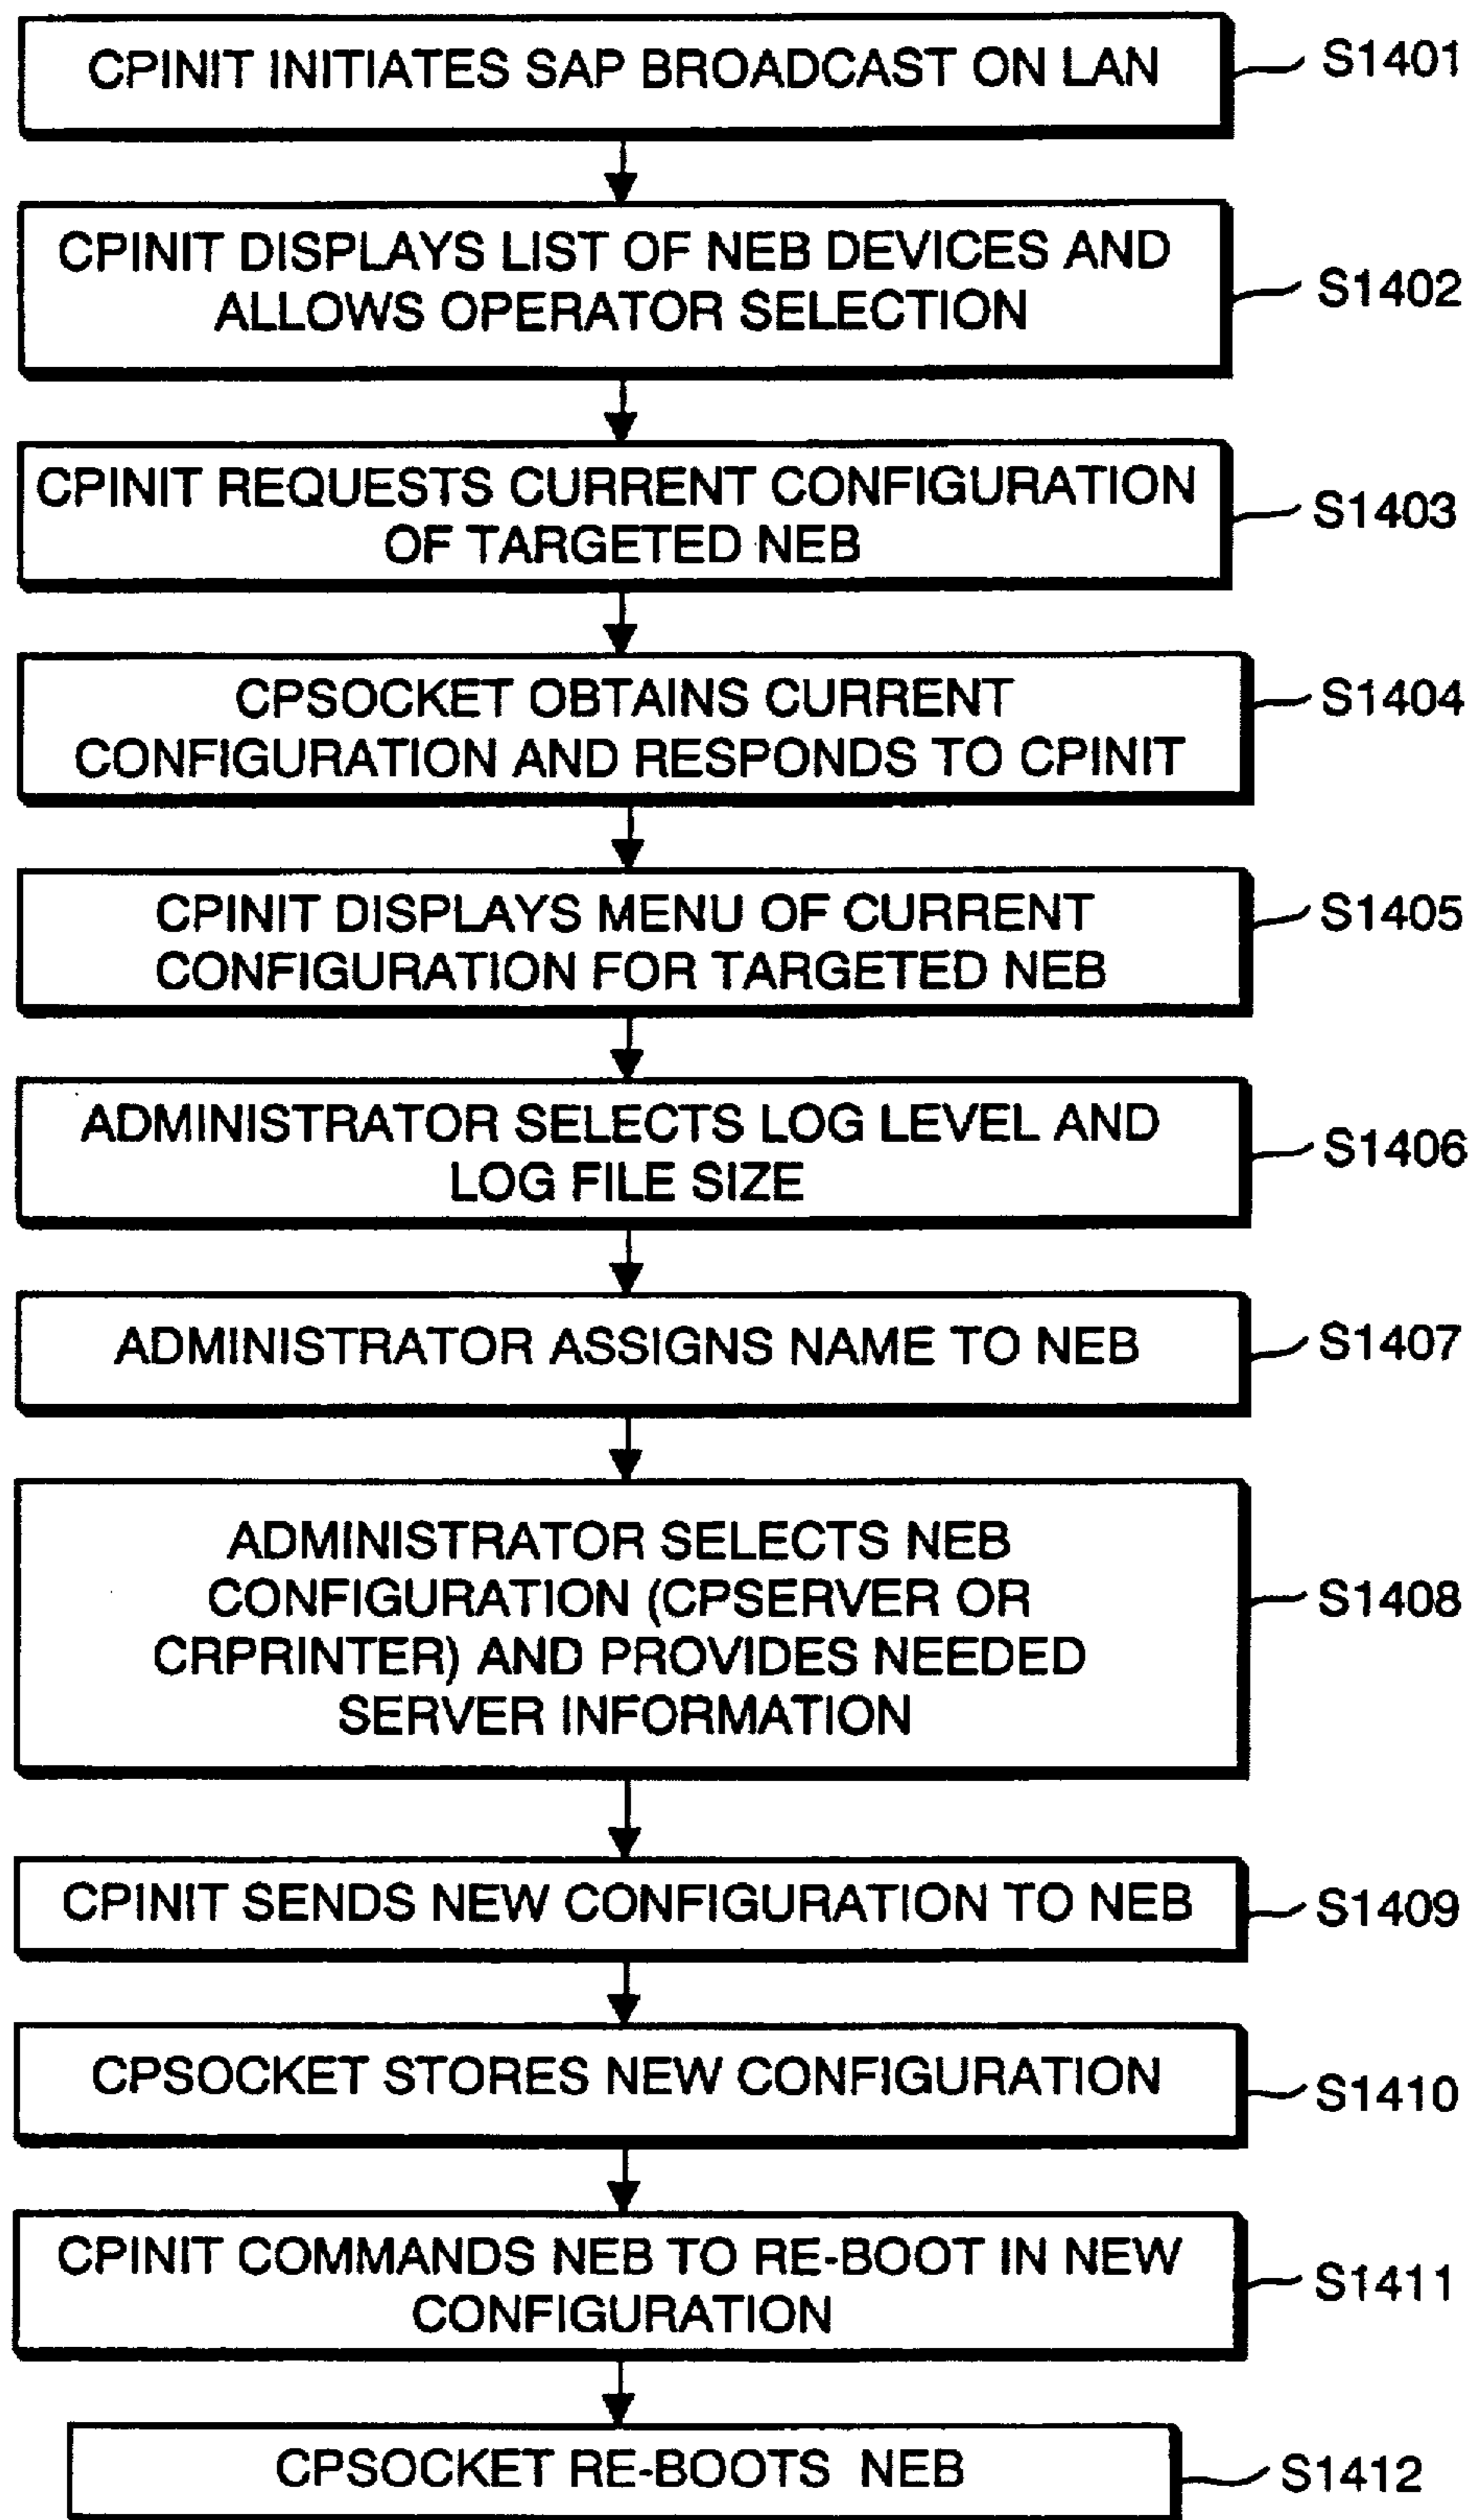 CPINIT INITIATES SAP BROADCAST ON LAN
S1401
CPINIT DISPLAYS LIST OF NEB DEVICES AND
ALLOWS OPERATOR SELECTION
S1402
CPINIT REQUESTS CURRENT CONFIGURATION
OF TARGETED NEB
S1403
CPSOCKET OBTAINS CURRENT
CONFIGURATION AND RESPONDS TO CPINIT
S1404
CPINIT DISPLAYS MENU OF CURRENT
CONFIGURATION FOR TARGETED NEB
S1405
ADMINISTRATOR SELECTS LOG LEVEL AND
LOG FILE SIZE
S1406
ADMINISTRATOR ASSIGNS NAME TO NEB
S1407
ADMINISTRATOR SELECTS NEB
CONFIGURATION (CPSERVER OR
CRPRINTER) AND PROVIDES NEEDED
SERVER INFORMATION
S1408
CPINIT SENDS NEW CONFIGURATION TO NEB
S1409
CPSOCKET STORES NEW CONFIGURATION
S1410
CPINIT COMMANDS NEB TO RE-BOOT IN NEW
CONFIGURATION
S1411
CPSOCKET RE-BOOTS NEB
S1412